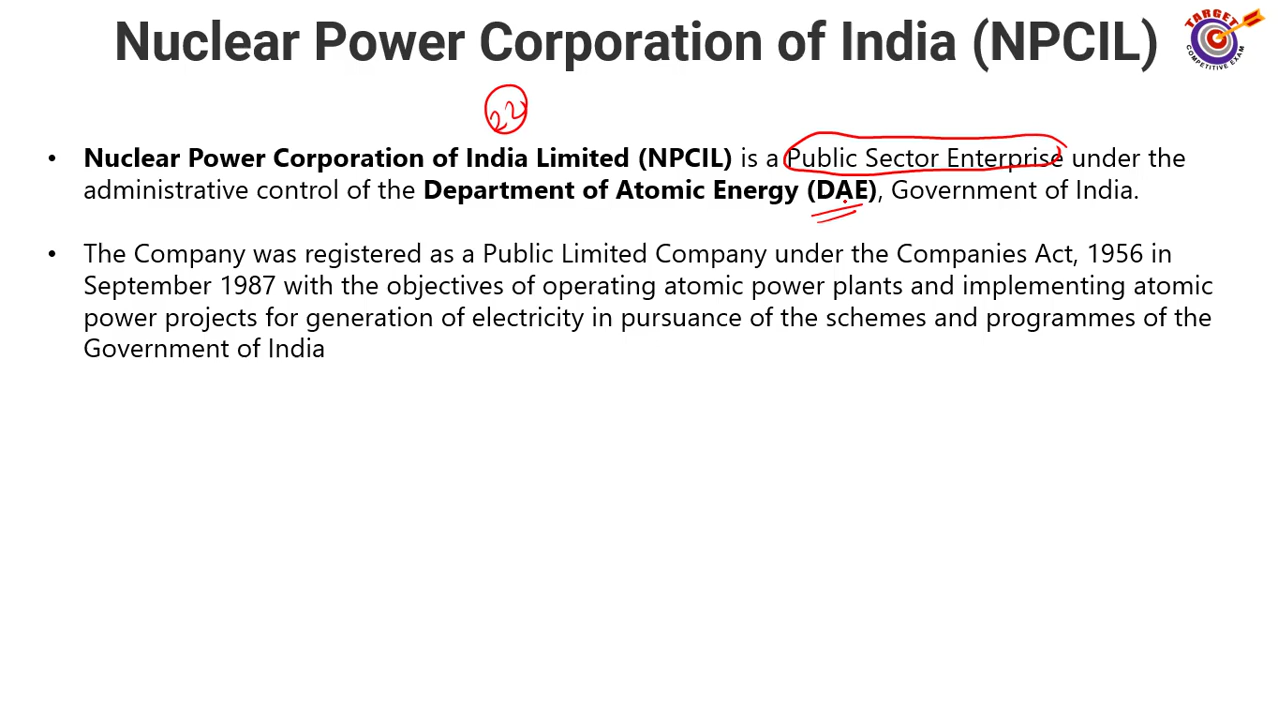 Nuclear Power Corporation of India (NPCIL)
TARGET
COMPETITIVE EXAM
22
• Nuclear Power Corporation of India Limited (NPCIL) is a Public Sector Enterprise under the
administrative control of the Department of Atomic Energy (DAE), Government of India.
• The Company was registered as a Public Limited Company under the Companies Act, 1956 in
September 1987 with the objectives of operating atomic power plants and implementing atomic
power projects for generation of electricity in pursuance of the schemes and programmes of the
Government of India